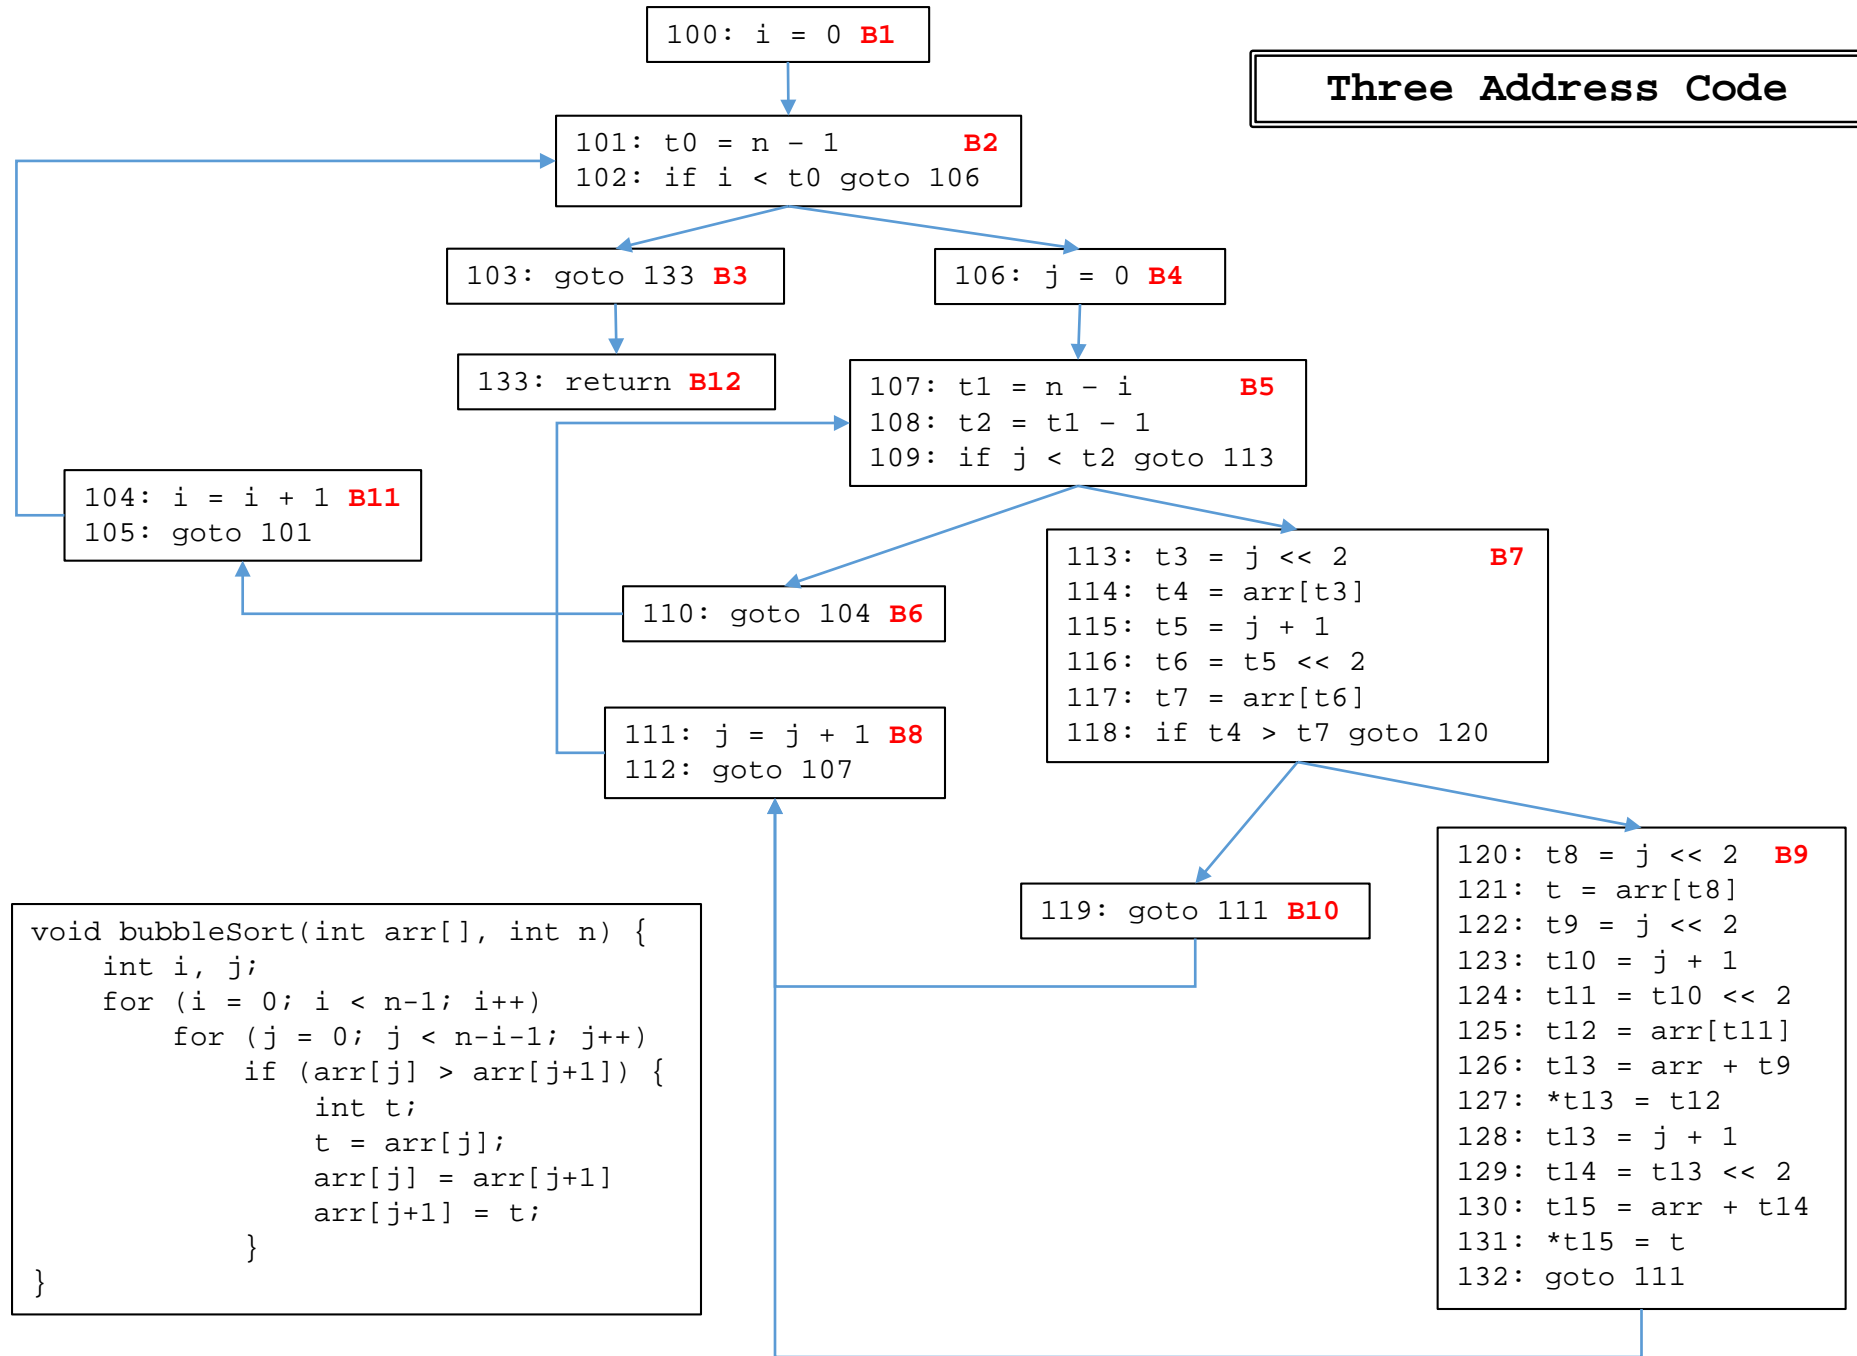 100: i = 0 B1
Three Address Code
101: t0 = n – 1 B2
102: if i < t0 goto 106
103: goto 133 B3
106: j = 0 B4
133: return B12
107: t1 = n – i B5
108: t2 = t1 – 1
109: if j < t2 goto 113
104: i = i + 1 B11
105: goto 101
110: goto 104 B6
113: t3 = j << 2 B7
114: t4 = arr[t3]
115: t5 = j + 1
116: t6 = t5 << 2
117: t7 = arr[t6]
118: if t4 > t7 goto 120
111: j = j + 1 B8
112: goto 107
119: goto 111 B10
120: t8 = j << 2 B9
121: t = arr[t8]
122: t9 = j << 2
123: t10 = j + 1
124: t11 = t10 << 2
125: t12 = arr[t11]
126: t13 = arr + t9
127: *t13 = t12
128: t13 = j + 1
129: t14 = t13 << 2
130: t15 = arr + t14
131: *t15 = t
132: goto 111
void bubbleSort(int arr[], int n) {
int i, j;
for (i = 0; i < n-1; i++)
for (j = 0; j < n-i-1; j++)
if (arr[j] > arr[j+1]) {
int t;
t = arr[j];
arr[j] = arr[j+1]
arr[j+1] = t;
}
}